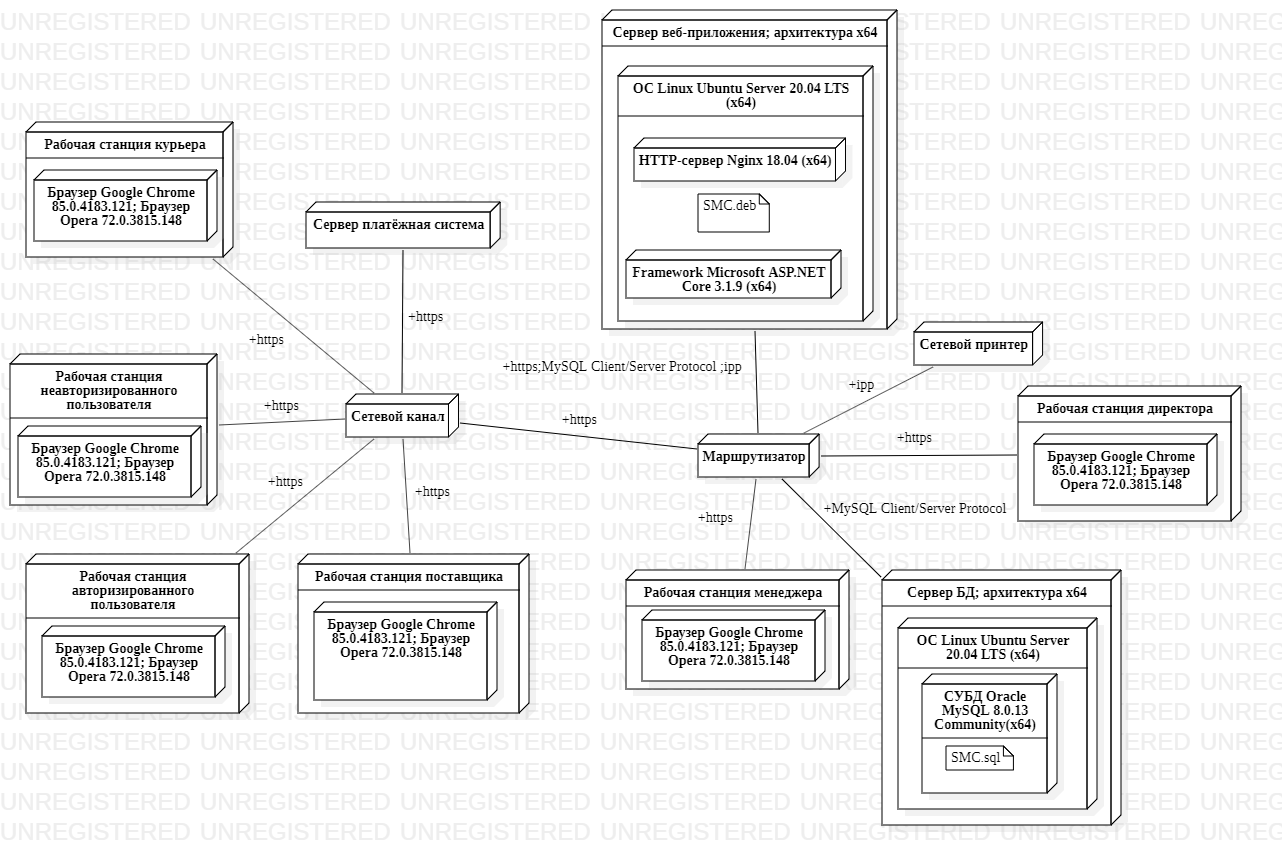 Сервер веб-приложения; архитектура x64
ОС Linux Ubuntu Server 20.04 LTS
(x64)
HTTP-сервер Nginx 18.04 (x64)
SMC.deb
Framework Microsoft ASP.NET
Core 3.1.9 (x64)
Рабочая станция курьера
Браузер Google Chrome
85.0.4183.121; Браузер
Opera 72.0.3815.148
Сервер платёжная система
+https
+https
+https;MySQL Client/Server Protocol ;ipp
Сетевой принтер
+ipp
Рабочая станция
неавторизированного
пользователя
Браузер Google Chrome
85.0.4183.121; Браузер
Opera 72.0.3815.148
+https
Сетевой канал
+https
Маршрутизатор
+https
Рабочая станция директора
Браузер Google Chrome
85.0.4183.121; Браузер
Opera 72.0.3815.148
+https
+https
+https
+MySQL Client/Server Protocol
Рабочая станция
авторизированного
пользователя
Браузер Google Chrome
85.0.4183.121; Браузер
Opera 72.0.3815.148
Рабочая станция поставщика
Браузер Google Chrome
85.0.4183.121; Браузер
Opera 72.0.3815.148
Рабочая станция менеджера
Браузер Google Chrome
85.0.4183.121; Браузер
Opera 72.0.3815.148
Сервер БД; архитектура x64
ОС Linux Ubuntu Server
20.04 LTS (x64)
СУБД Oracle
MySQL 8.0.13
Community(x64)
SMC.sql
UNREGISTERED